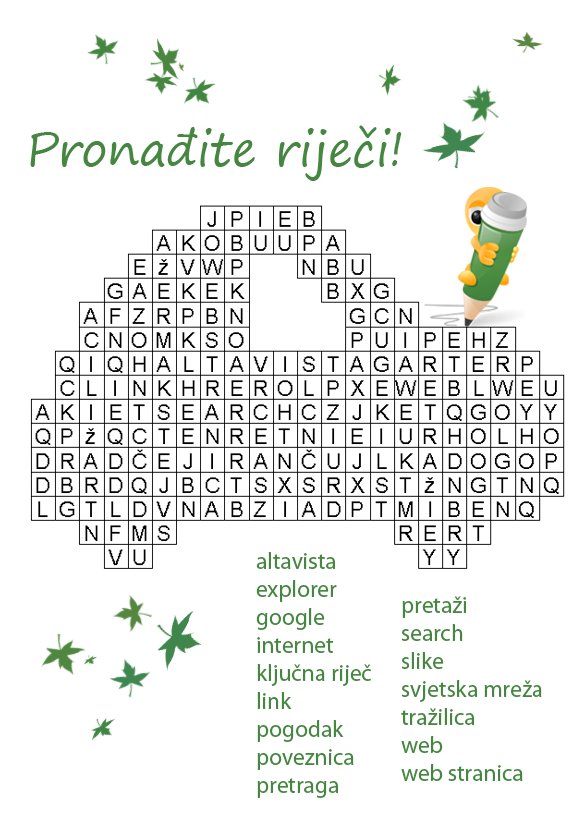 Pronađite riječi!
J P I E B
A K O B U U P A
E ž V W P N B U
G A E K E K B X G
A F Z R P B N G C N
C N O M K S O P U I P E H Z
Q I Q H A L T A V I S T A G A R T E R P
C L I N K H R E R O L P X E W E B L W E U
A K I E T S E A R C H C Z J K E T Q G O Y Y
Q P ž Q C T E N R E T N I E I U R H O L H O
D R A D Č E J I R A N Č U J L K A D O G O P
D B R D Q J B C T S X S R X S T ž N G T N Q
L G T L D V N A B Z I A D P T M I B E N Q
N F M S R E R T
V U Y Y
altavista
explorer
google
internet
ključna riječ
link
pogodak
poveznica
pretraga
pretaži
search
slike
svjetska mreža
tražilica
web
web stranica